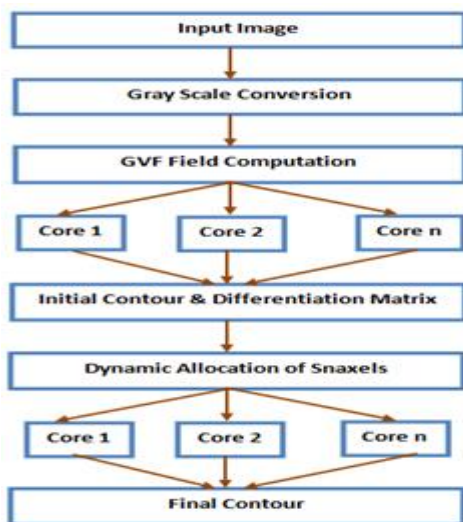 Input Image
Gray Scale Conversion
GVF Field Computation
Core 1
Core 2
Core n
Initial Contour & Differentiation Matrix
Dynamic Allocation of Snaxels
Core 1
Core 2
Core n
Final Contour